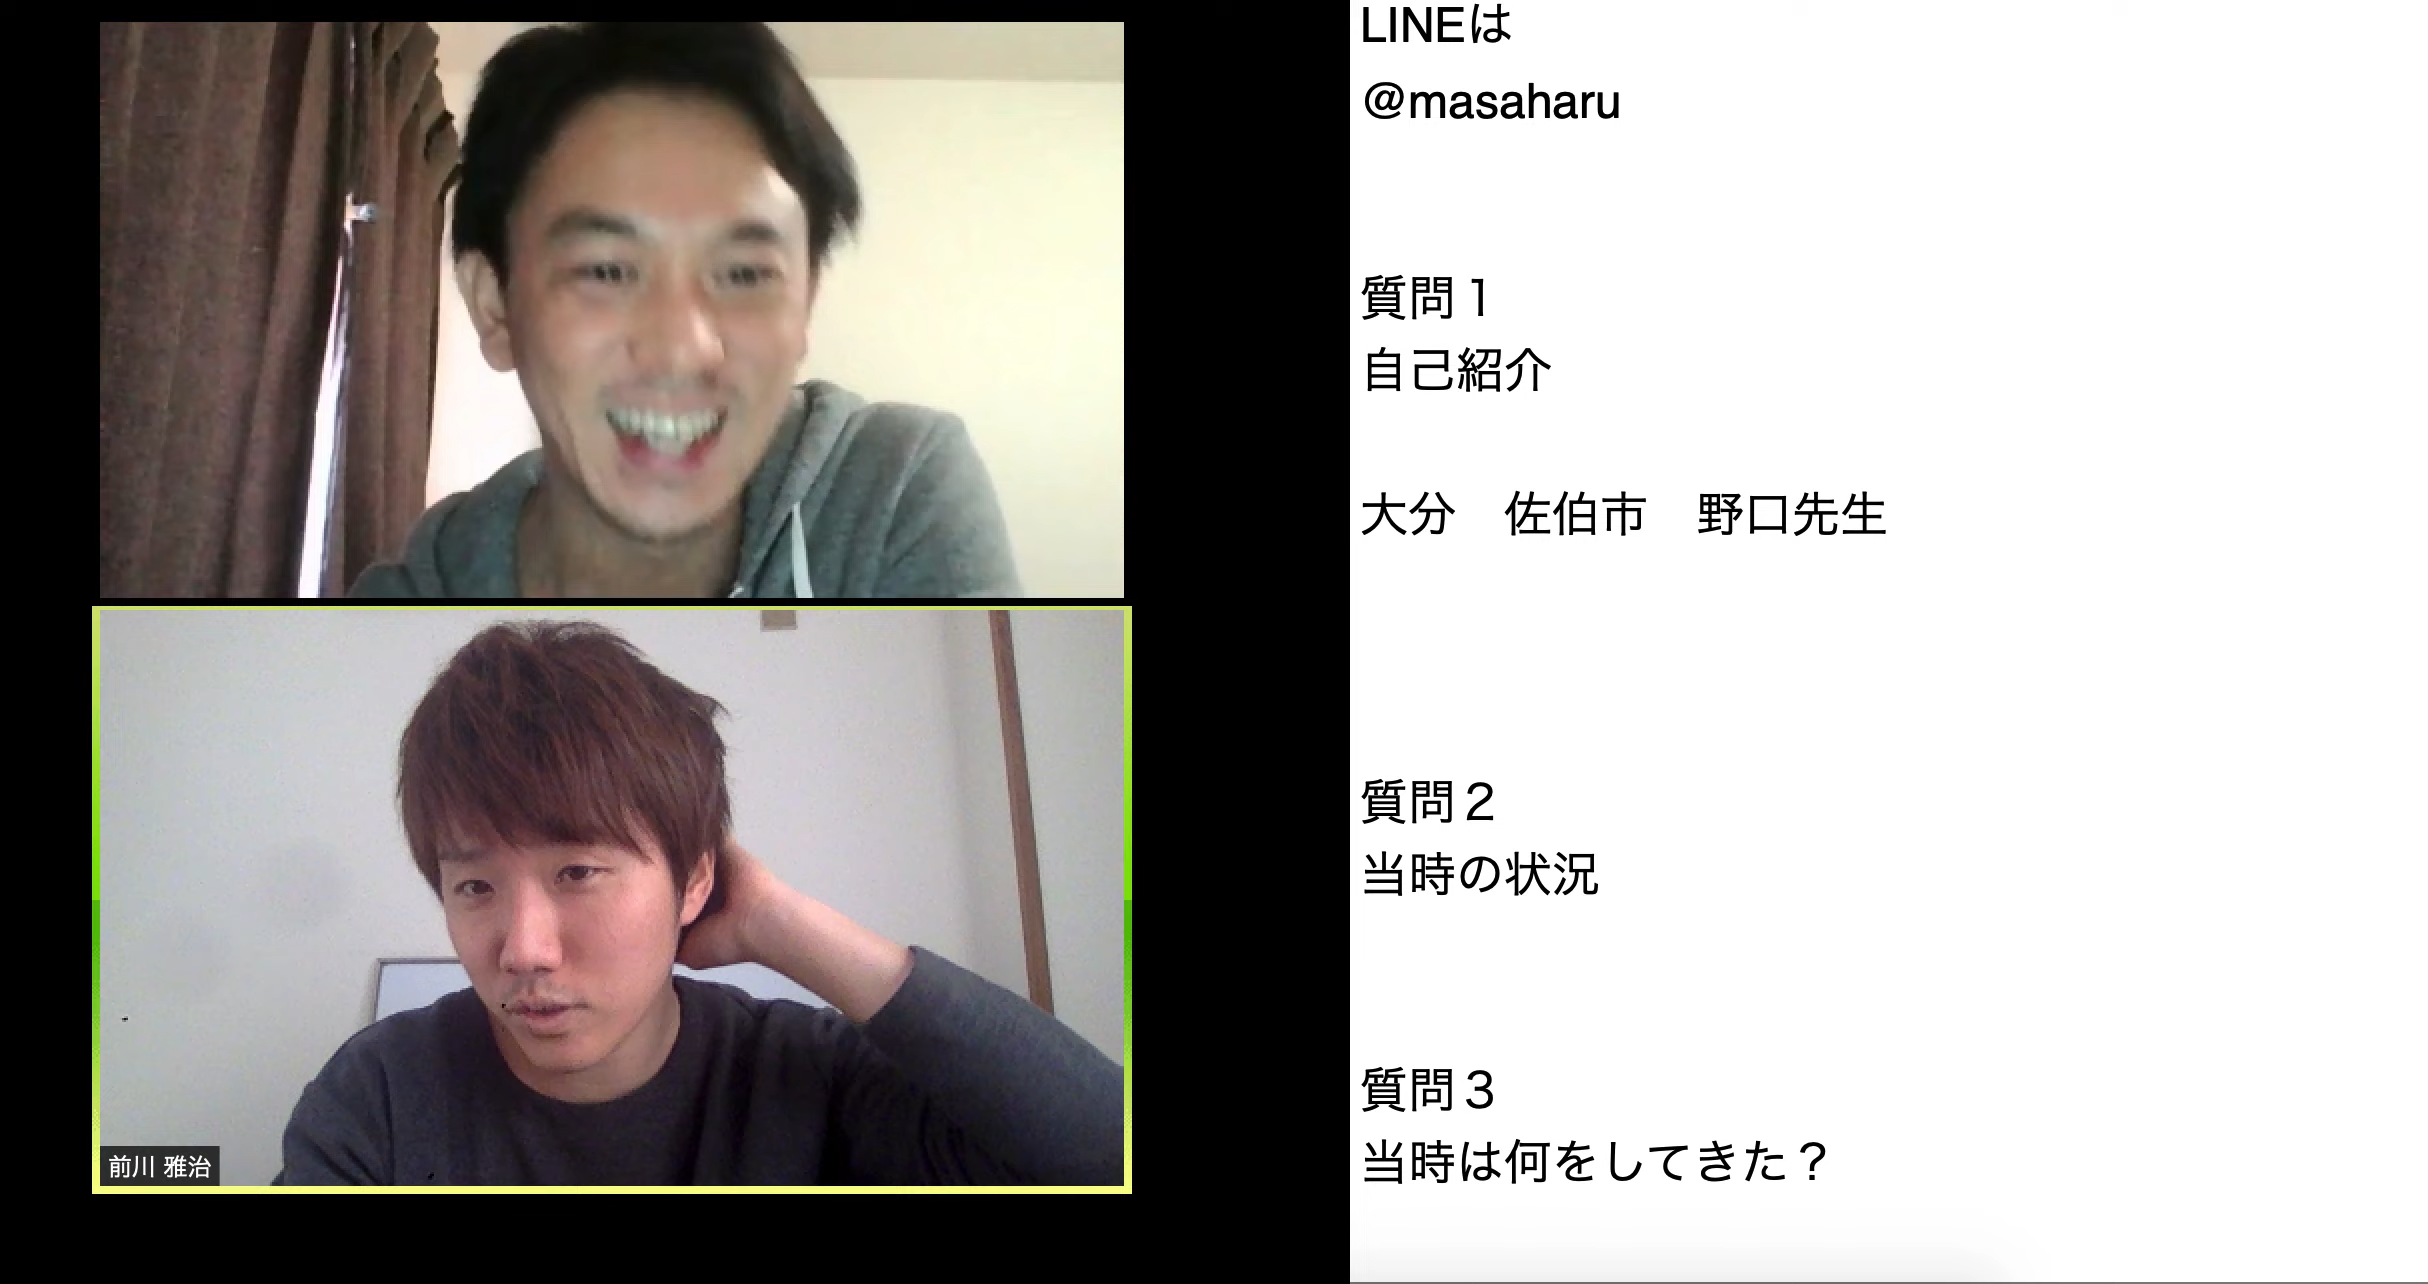 LINEは
@masaharu
質問１
自己紹介
大分　佐伯市　野口先生
質問２
当時の状況
質問３
当時は何をしてきた？
前川 雅治